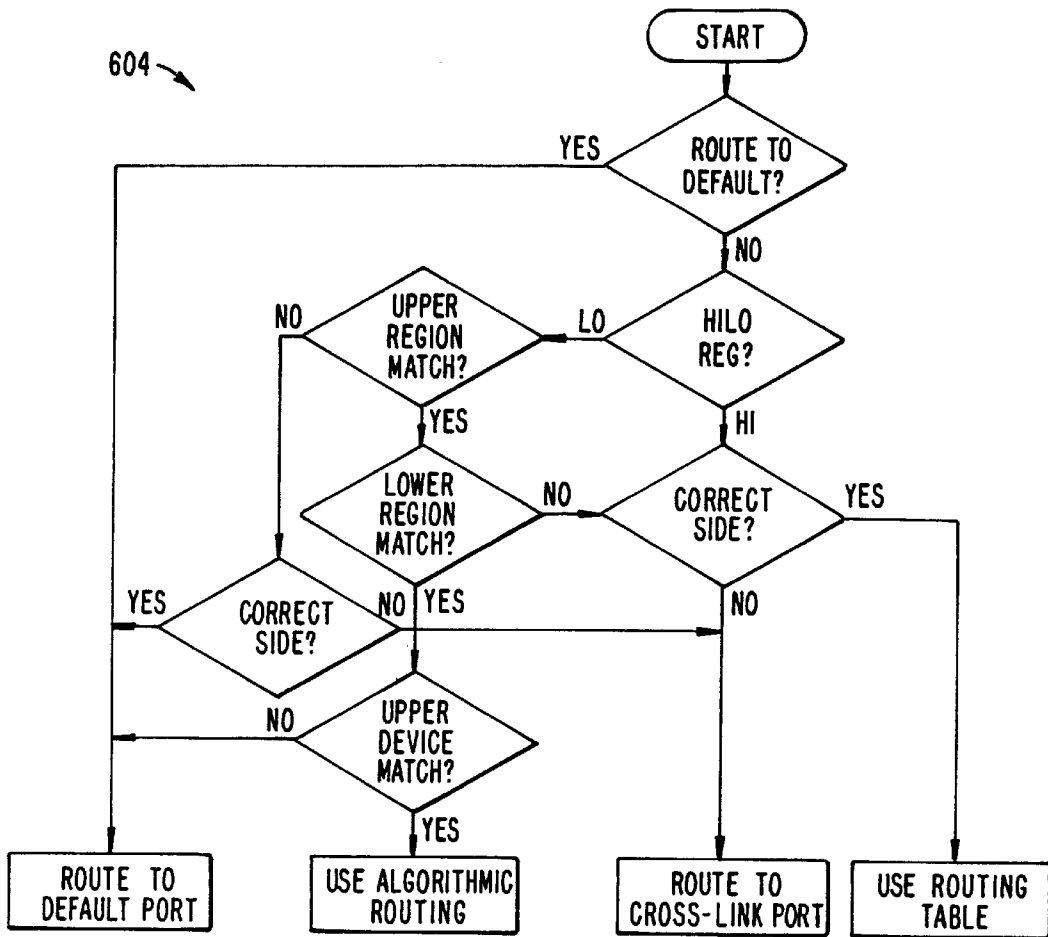 START
604
YES
ROUTE TO
DEFAULT?
NO
NO
UPPER
REGION
MATCH?
LO
HILO
REG?
YES
HI
LOWER
REGION
MATCH?
NO
CORRECT
SIDE?
YES
YES
CORRECT
SIDE?
NO
YES
NO
NO
UPPER
DEVICE
MATCH?
YES
ROUTE TO
DEFAULT PORT
USE ALGORITHMIC
ROUTING
ROUTE TO
CROSS-LINK PORT
USE ROUTING
TABLE